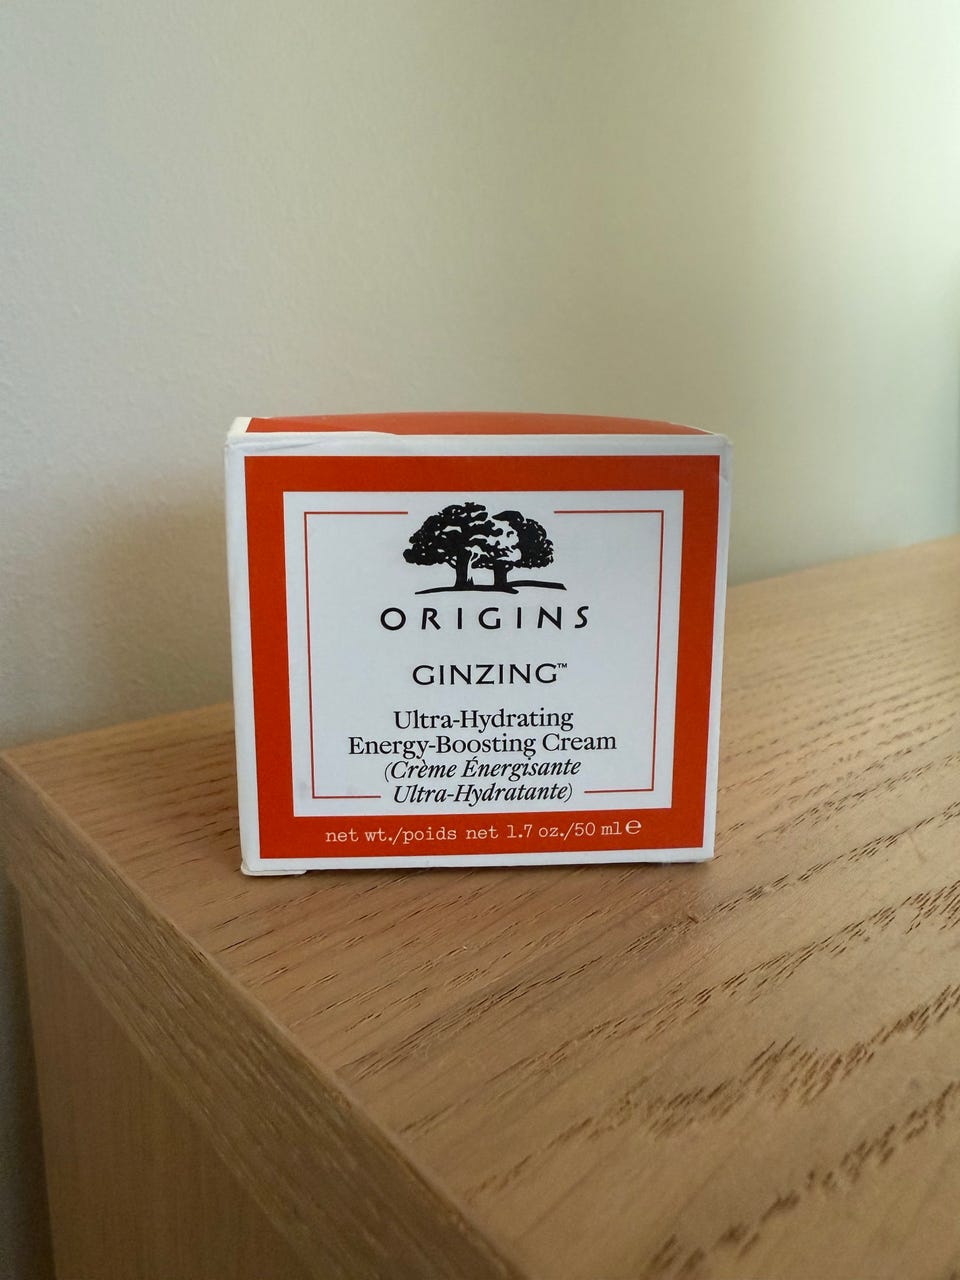 ORIGINS
GINZING™
Ultra-Hydrating
Energy-Boosting Cream
(Crème Énergisante
Ultra-Hydratante)
net wt./poids net 1.7 oz./50 ml e